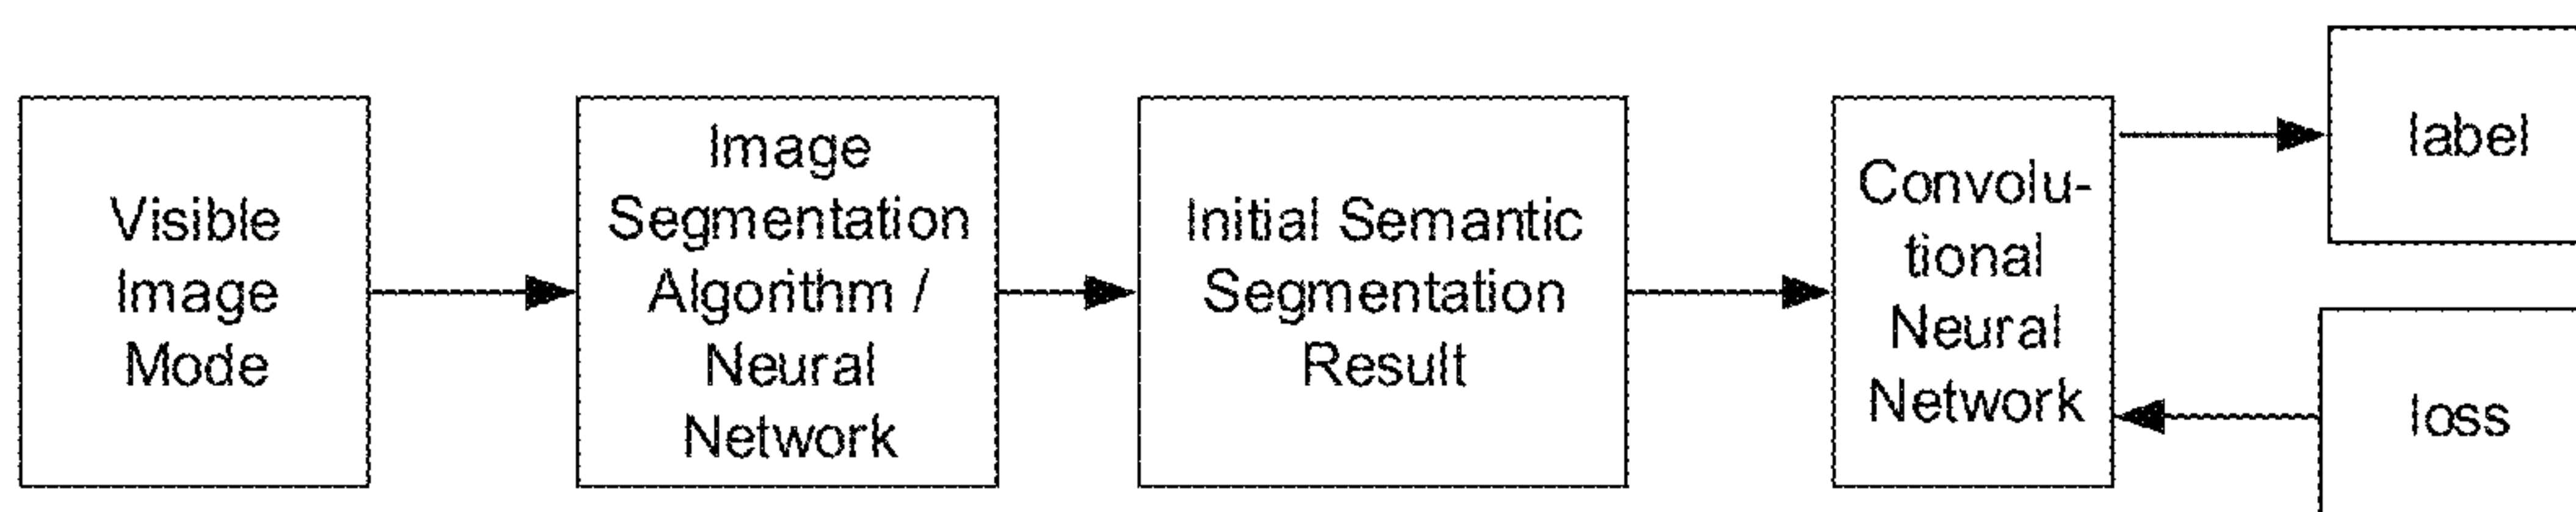 Visible
Image
Mode
Image
Segmentation
Algorithm /
Neural
Network
Initial Semantic
Segmentation
Result
Convolu-
tional
Neural
Network
label
loss